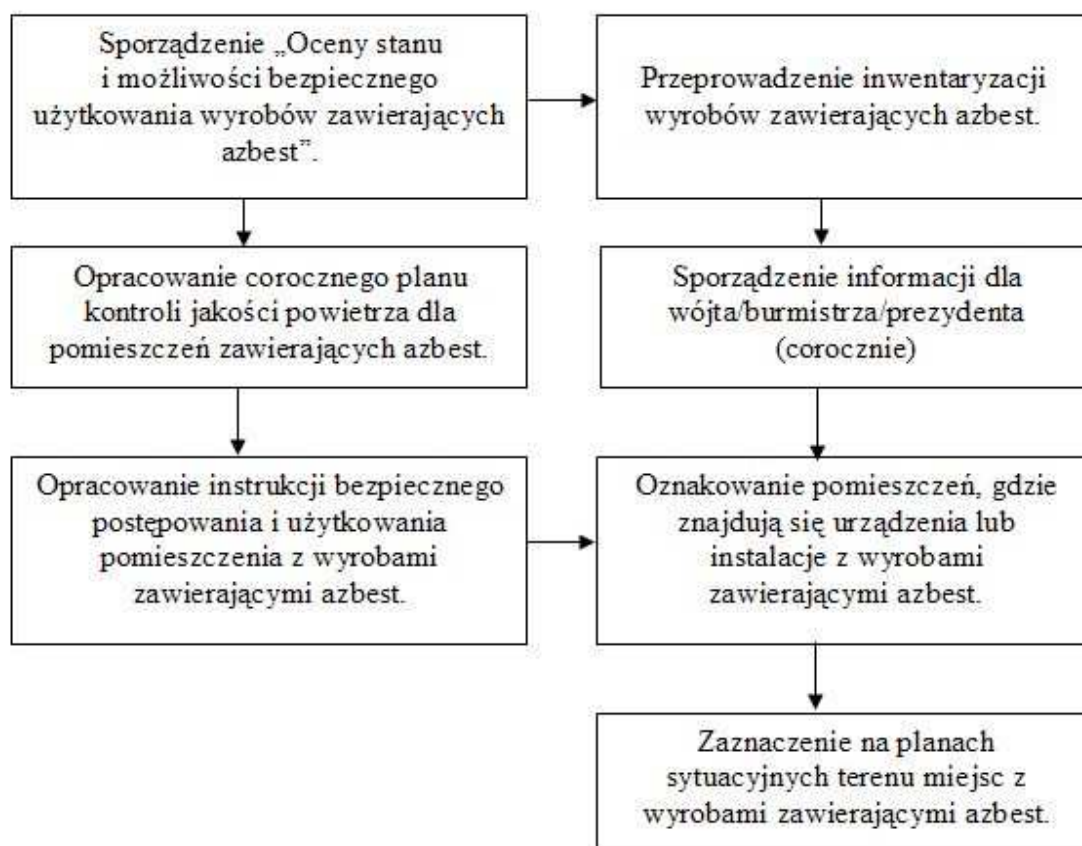 Sporządzenie „Oceny stanu
i możliwości bezpiecznego
użytkowania wyrobów zawierających
azbest”.
Przeprowadzenie inwentaryzacji
wyrobów zawierających azbest.
Opracowanie corocznego planu
kontroli jakości powietrza dla
pomieszczeń zawierających azbest.
Sporządzenie informacji dla
wójta/burmistrza/prezydenta
(corocznie)
Opracowanie instrukcji bezpiecznego
postępowania i użytkowania
pomieszczenia z wyrobami
zawierającymi azbest.
Oznakowanie pomieszczeń, gdzie
znajdują się urządzenia lub
instalacje z wyrobami
zawierającymi azbest.
Zaznaczenie na planach
sytuacyjnych terenu miejsc z
wyrobami zawierającymi azbest.